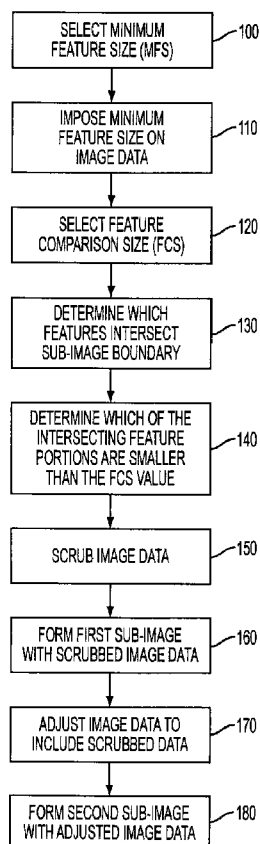 SELECT MINIMUM
FEATURE SIZE (MFS)
100
IMPOSE MINIMUM
FEATURE SIZE ON
IMAGE DATA
110
SELECT FEATURE
COMPARISON SIZE (FCS)
120
DETERMINE WHICH
FEATURES INTERSECT
SUB-IMAGE BOUNDARY
130
DETERMINE WHICH OF THE
INTERSECTING FEATURE
PORTIONS ARE SMALLER
THAN THE FCS VALUE
140
SCRUB IMAGE DATA
150
FORM FIRST SUB-IMAGE
WITH SCRUBBED IMAGE DATA
160
ADJUST IMAGE DATA TO
INCLUDE SCRUBBED DATA
170
FORM SECOND SUB-IMAGE
WITH ADJUSTED IMAGE DATA
180